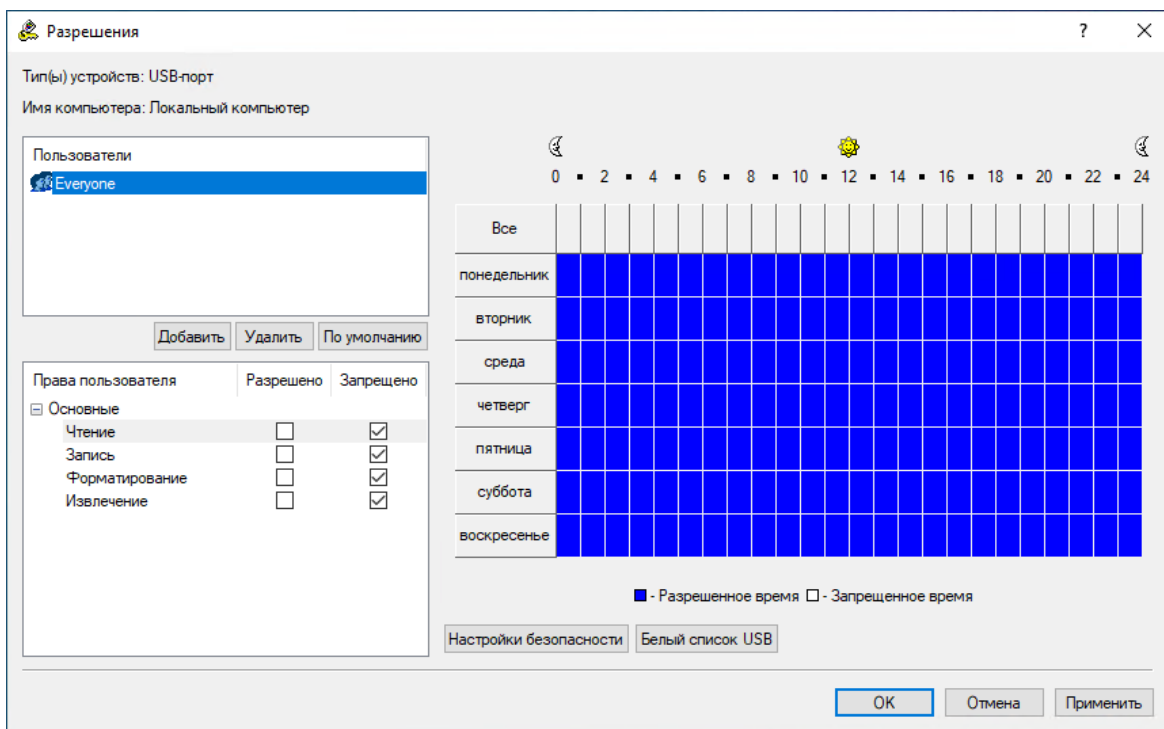 Разрешения
?
Тип(ы) устройств: USB-порт
Имя компьютера: Локальный компьютер
Пользователи
Everyone
Добавить Удалить По умолчанию
Права пользователя Разрешено Запрещено
Основные
Чтение
Запись
Форматирование
Извлечение
0 2 4 6 8 10 12 14 16 18 20 22 24
Все
понедельник
вторник
среда
четверг
пятница
суббота
воскресенье
- Разрешенное время - Запрещенное время
Настройки безопасности Белый список USB
OK Отмена Применить